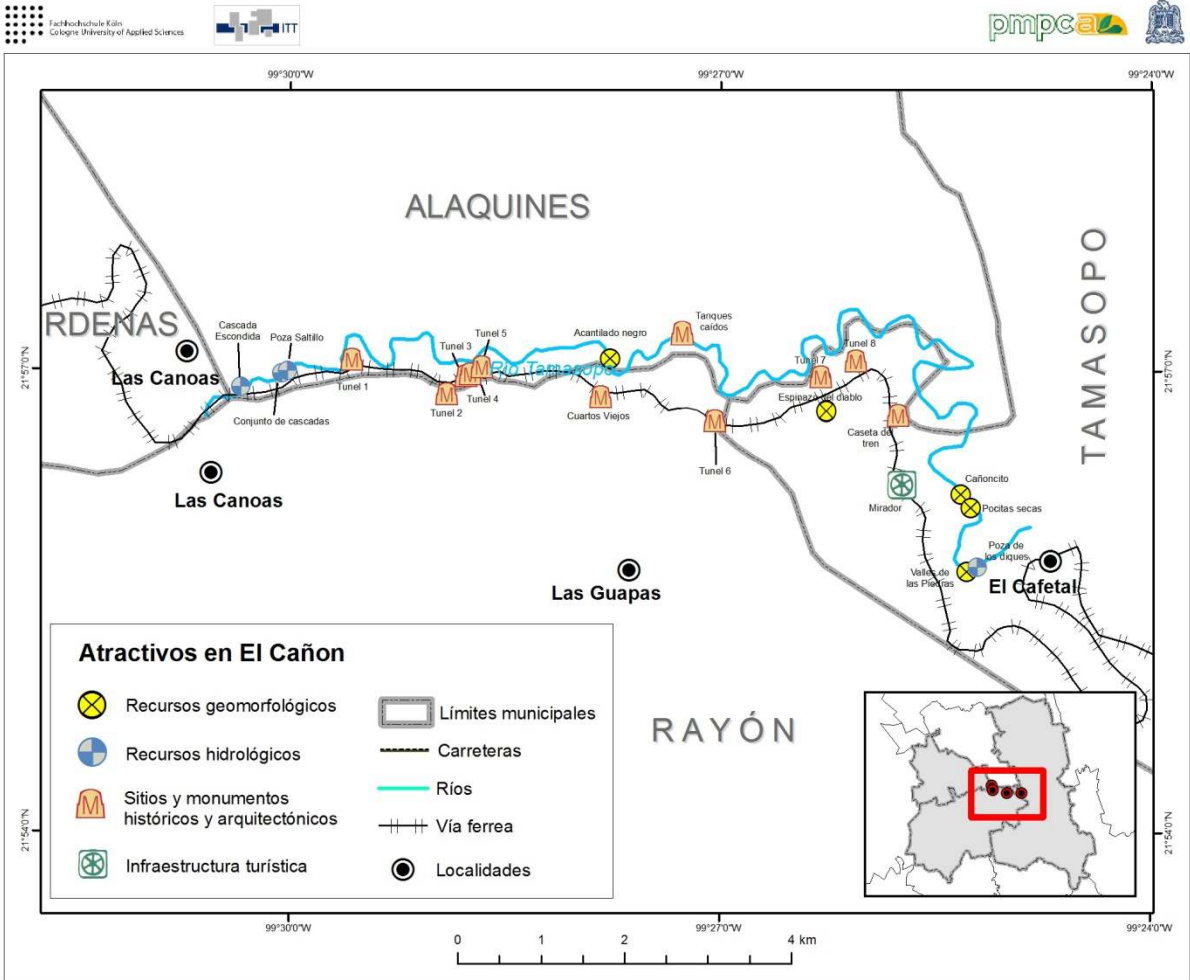 Fachhochschule Köln
Cologne University of Applied Sciences
ITT
pmpca
99°30'0"W
99°27'0"W
99°24'0"W
ALAQUINES
TAMASOPO
RDENAS
Cascada
Escondida
Poza Saltillo
Tunel 5
Tunel 3
Acantilado negro
Tanques
caídos
21°57'0"N
21°57'0"N
Las Canoas
Tunel 1
Río Tamasopo
Tunel 7
Tunel 8
Conjunto de cascadas
Tunel 2
Tunel 4
Cuartos Viejos
Espinazo del diablo
Caseta del
tren
Tunel 6
Las Canoas
Cañoncito
Mirador
Pocitas secas
Poza de
los diques
Valles de
las Piedras
Las Guapas
El Cafetal
RAYÓN
Atractivos en El Cañon
Recursos geomorfológicos
Recursos hidrológicos
Sitios y monumentos
históricos y arquitectónicos
Infraestructura turística
Límites municipales
Carreteras
Ríos
Vía ferrea
Localidades
21°54'0"N
21°54'0"N
99°30'0"W
99°27'0"W
99°24'0"W
0 1 2 4 km